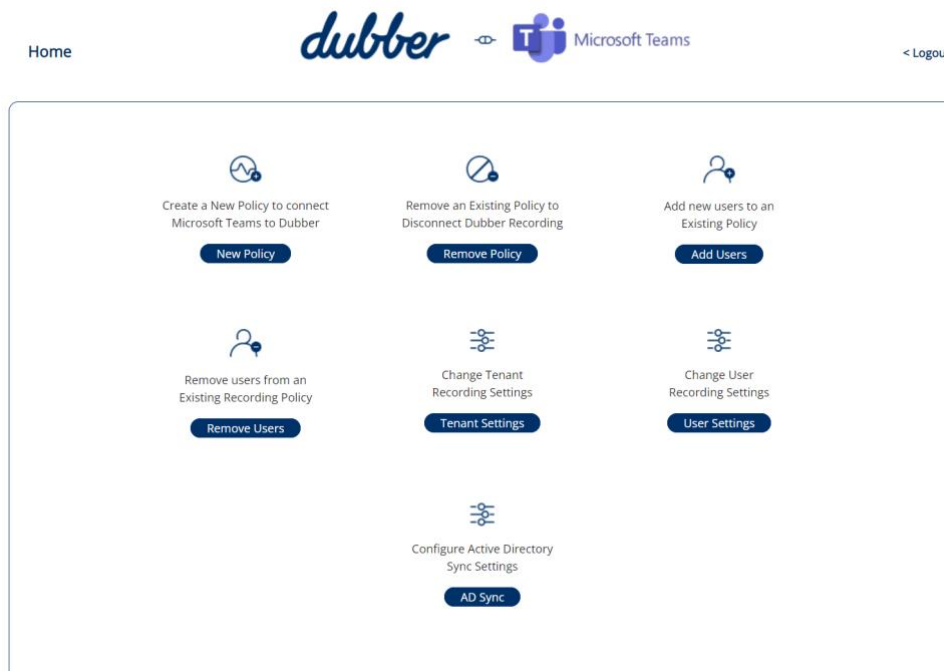 Home
dubber
T
Microsoft Teams
< Logou
Create a New Policy to connect
Microsoft Teams to Dubber
New Policy
Remove an Existing Policy to
Disconnect Dubber Recording
Remove Policy
Add new users to an
Existing Policy
Add Users
Remove users from an
Existing Recording Policy
Remove Users
Change Tenant
Recording Settings
Tenant Settings
Change User
Recording Settings
User Settings
Configure Active Directory
Sync Settings
AD Sync